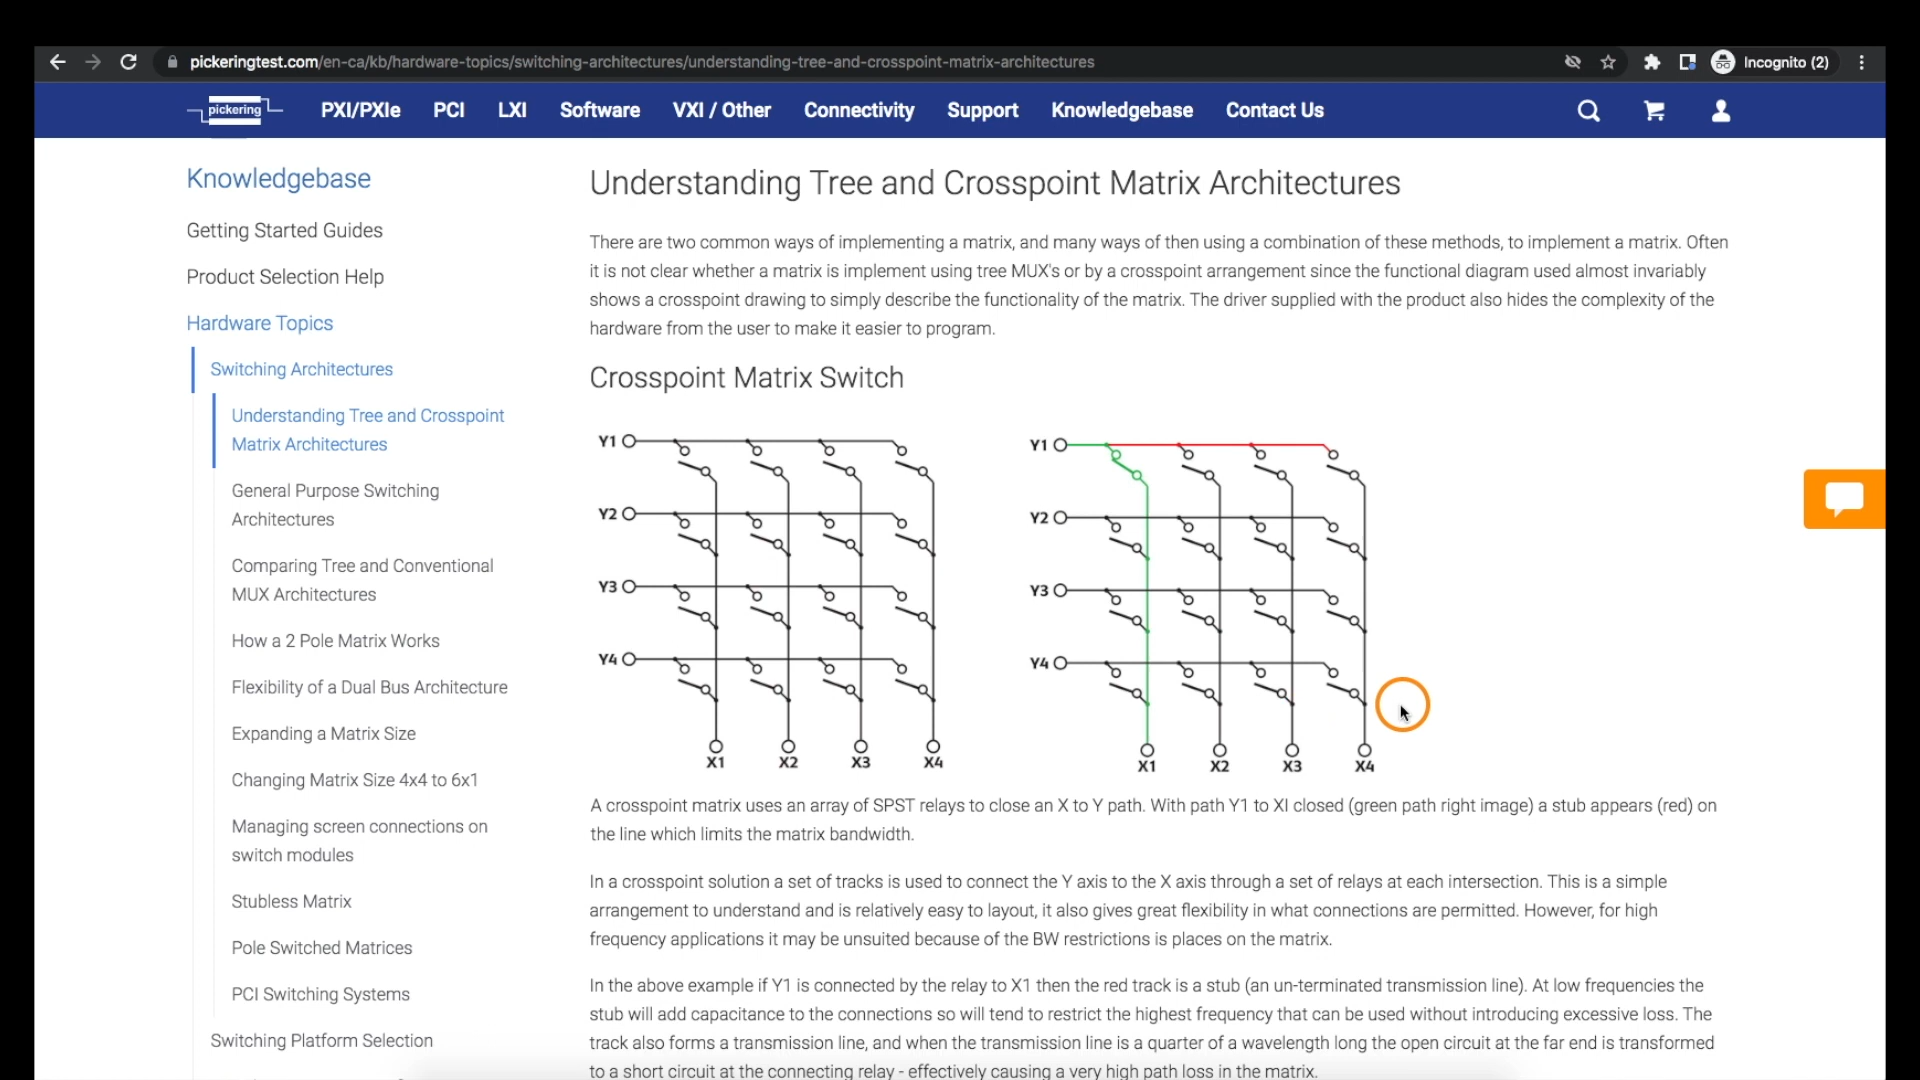 pickeringtest.com/en-ca/kb/hardware-topics/switching-architectures/understanding-tree-and-crosspoint-matrix-architectures
Incognito (2)
pickering
PXI/PXIe PCI LXI Software VXI / Other Connectivity Support Knowledgebase Contact Us
Knowledgebase
Getting Started Guides
Product Selection Help
Hardware Topics
Switching Architectures
Understanding Tree and Crosspoint
Matrix Architectures
General Purpose Switching
Architectures
Comparing Tree and Conventional
MUX Architectures
How a 2 Pole Matrix Works
Flexibility of a Dual Bus Architecture
Expanding a Matrix Size
Changing Matrix Size 4x4 to 6x1
Managing screen connections on
switch modules
Stubless Matrix
Pole Switched Matrices
PCI Switching Systems
Switching Platform Selection
Understanding Tree and Crosspoint Matrix Architectures
There are two common ways of implementing a matrix, and many ways of then using a combination of these methods, to implement a matrix. Often
it is not clear whether a matrix is implement using tree MUX's or by a crosspoint arrangement since the functional diagram used almost invariably
shows a crosspoint drawing to simply describe the functionality of the matrix. The driver supplied with the product also hides the complexity of the
hardware from the user to make it easier to program.
Crosspoint Matrix Switch
Y1
Y2
Y3
Y4
X1 X2 X3 X4
Y1
Y2
Y3
Y4
X1 X2 X3 X4
A crosspoint matrix uses an array of SPST relays to close an X to Y path. With path Y1 to XI closed (green path right image) a stub appears (red) on
the line which limits the matrix bandwidth.
In a crosspoint solution a set of tracks is used to connect the Y axis to the X axis through a set of relays at each intersection. This is a simple
arrangement to understand and is relatively easy to layout, it also gives great flexibility in what connections are permitted. However, for high
frequency applications it may be unsuited because of the BW restrictions is places on the matrix.
In the above example if Y1 is connected by the relay to X1 then the red track is a stub (an un-terminated transmission line). At low frequencies the
stub will add capacitance to the connections so will tend to restrict the highest frequency that can be used without introducing excessive loss. The
track also forms a transmission line, and when the transmission line is a quarter of a wavelength long the open circuit at the far end is transformed
to a short circuit at the connecting relay - effectively causing a very high path loss in the matrix.